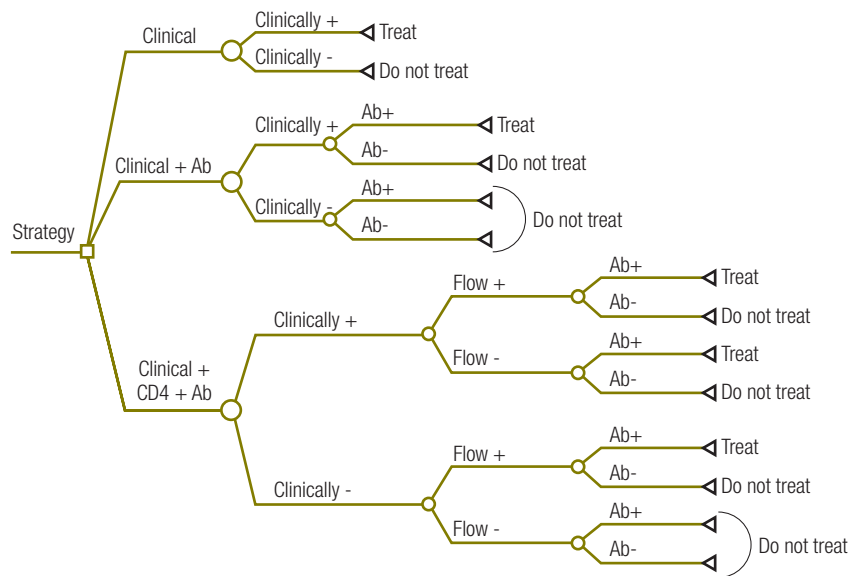 Strategy
Clinical
Clinically +
Treat
Clinically -
Do not treat
Clinical + Ab
Clinically +
Ab+
Treat
Ab-
Do not treat
Clinically -
Ab+
Ab-
Do not treat
Clinical +
CD4 + Ab
Clinically +
Flow +
Ab+
Treat
Ab-
Do not treat
Flow -
Ab+
Treat
Ab-
Do not treat
Clinically -
Flow +
Ab+
Treat
Ab-
Do not treat
Flow -
Ab+
Ab-
Do not treat